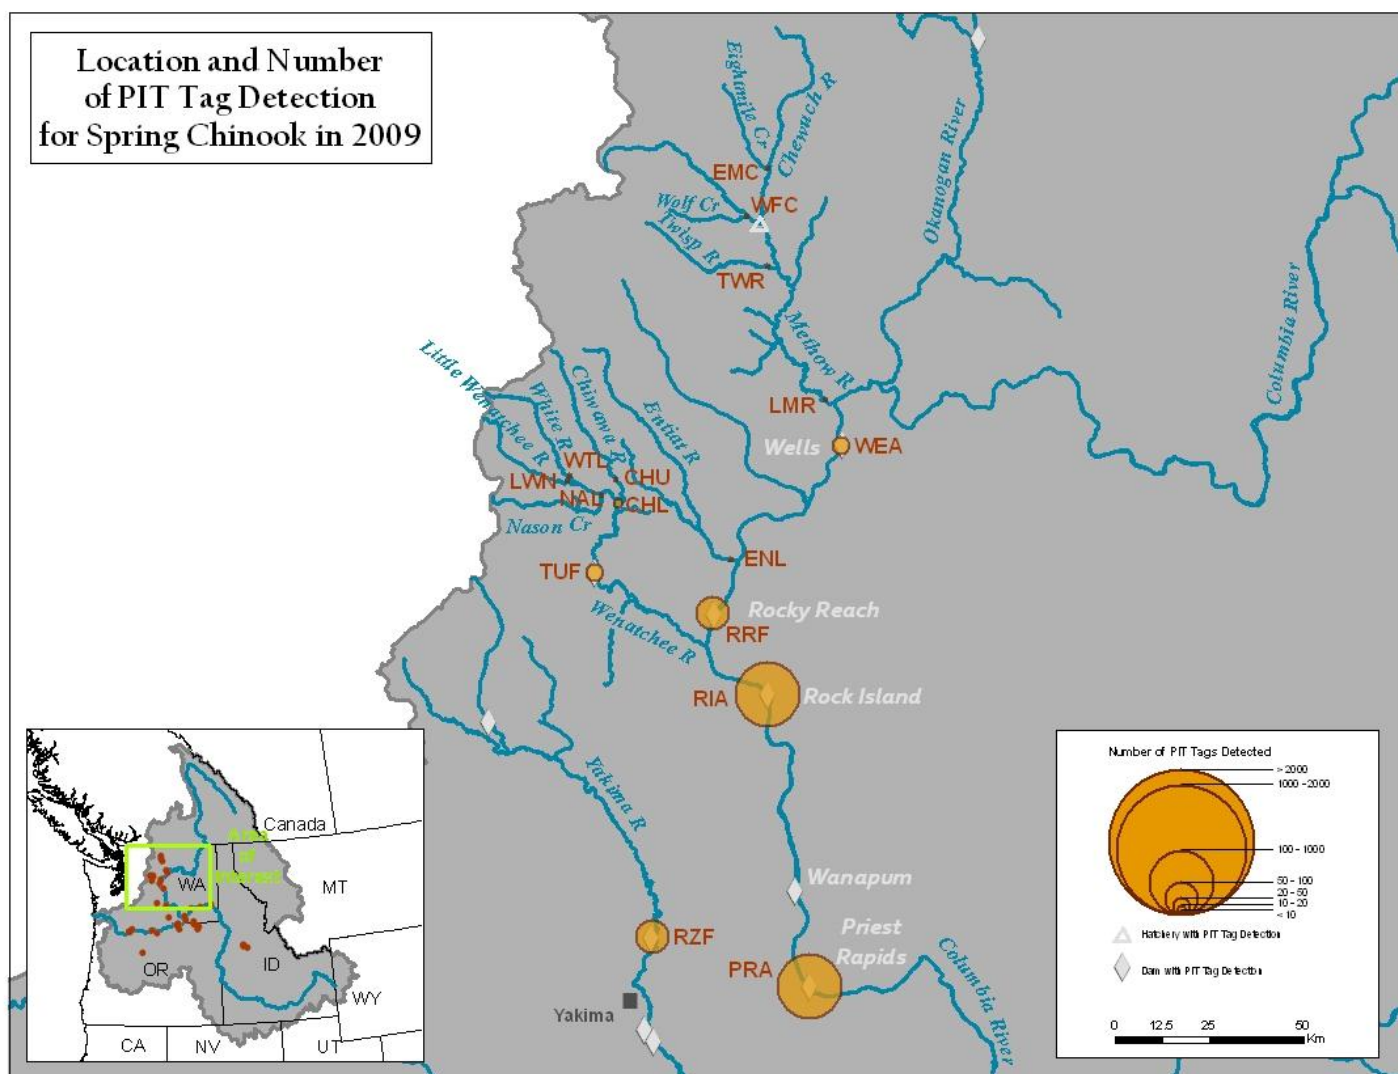 Location and Number
of PIT Tag Detection
for Spring Chinook in 2009
Eightmile Cr
Chewuch R
EMC
Wolf Cr
WFC
Twisp R
TWR
Okanogan River
Columbia River
Methow R
LMR
Wells
WEA
Little Wenatchee R
White R
Chiwawa R
Entiat R
WTL
LWN
CHU
NAL
CHL
Nason Cr
ENL
TUF
Rocky Reach
RRF
Wenatchee R
RIA
Rock Island
Yakima R
Wanapum
RZF
Priest
Rapids
PRA
Columbia River
Yakima
Canada
Area
of
Interest
WA
MT
OR
ID
WY
CA
NV
UT
Number of PIT Tags Detected
> 2000
1000 - 2000
100 - 1000
50 - 100
20 - 50
10 - 20
< 10
Hatchery with PIT Tag Detection
Dam with PIT Tag Detection
0 12.5 25 50
Km